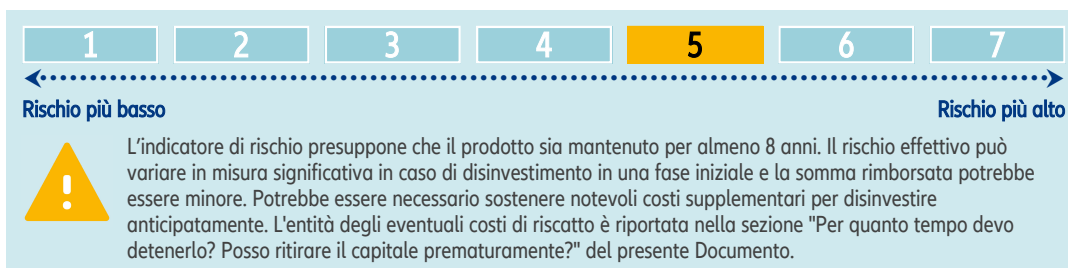 1 2 3 4 5 6 7
Rischio più basso Rischio più alto
L'indicatore di rischio presuppone che il prodotto sia mantenuto per almeno 8 anni. Il rischio effettivo può
variare in misura significativa in caso di disinvestimento in una fase iniziale e la somma rimborsata potrebbe
essere minore. Potrebbe essere necessario sostenere notevoli costi supplementari per disinvestire
anticipatamente. L'entità degli eventuali costi di riscatto è riportata nella sezione "Per quanto tempo devo
detenerlo? Posso ritirare il capitale prematuramente?" del presente Documento.